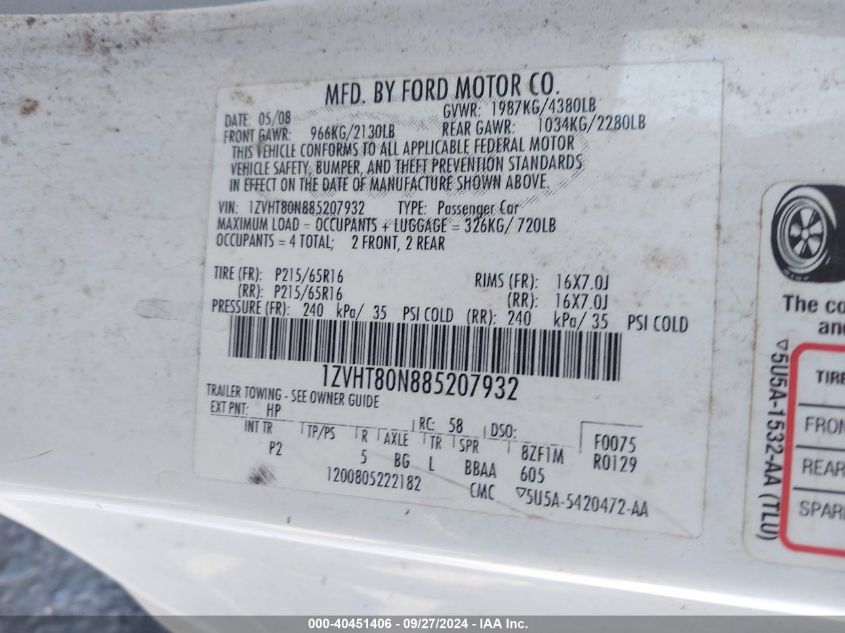 MFD. BY FORD MOTOR CO.
DATE: 05/08 GVWR: 1987KG/4380LB
FRONT GAWR: 966KG/2130LB REAR GAWR: 1034KG/2280LB
THIS VEHICLE CONFORMS TO ALL APPLICABLE FEDERAL MOTOR
VEHICLE SAFETY, BUMPER, AND THEFT PREVENTION STANDARDS
IN EFFECT ON THE DATE OF MANUFACTURE SHOWN ABOVE.
VIN: 1ZVHT80N885207932 TYPE: Passenger Car
MAXIMUM LOAD = OCCUPANTS + LUGGAGE = 326KG/ 720LB
OCCUPANTS = 4 TOTAL; 2 FRONT, 2 REAR
TIRE (FR): P215/65R16 RIMS (FR): 16X7.0J
(RR): P215/65R16 (RR): 16X7.0J
PRESSURE (FR): 240 kPa/ 35 PSI COLD (RR): 240 kPa/ 35 PSI COLD
1ZVHT80N885207932
TRAILER TOWING - SEE OWNER GUIDE
EXT PNT: HP RC: 58 DSO: F0075
INT TR TP/PS R AXLE TR SPR BZF1M R0129
P2 5 BG L BBAA 605
1200805222182 CMC ▽5U5A-5420472-AA
The co
an
▽5U5A-1532-AA (TLU)
TIRE
FRON
REAR
SPAR
000-40451406 - 09/27/2024 - IAA Inc.